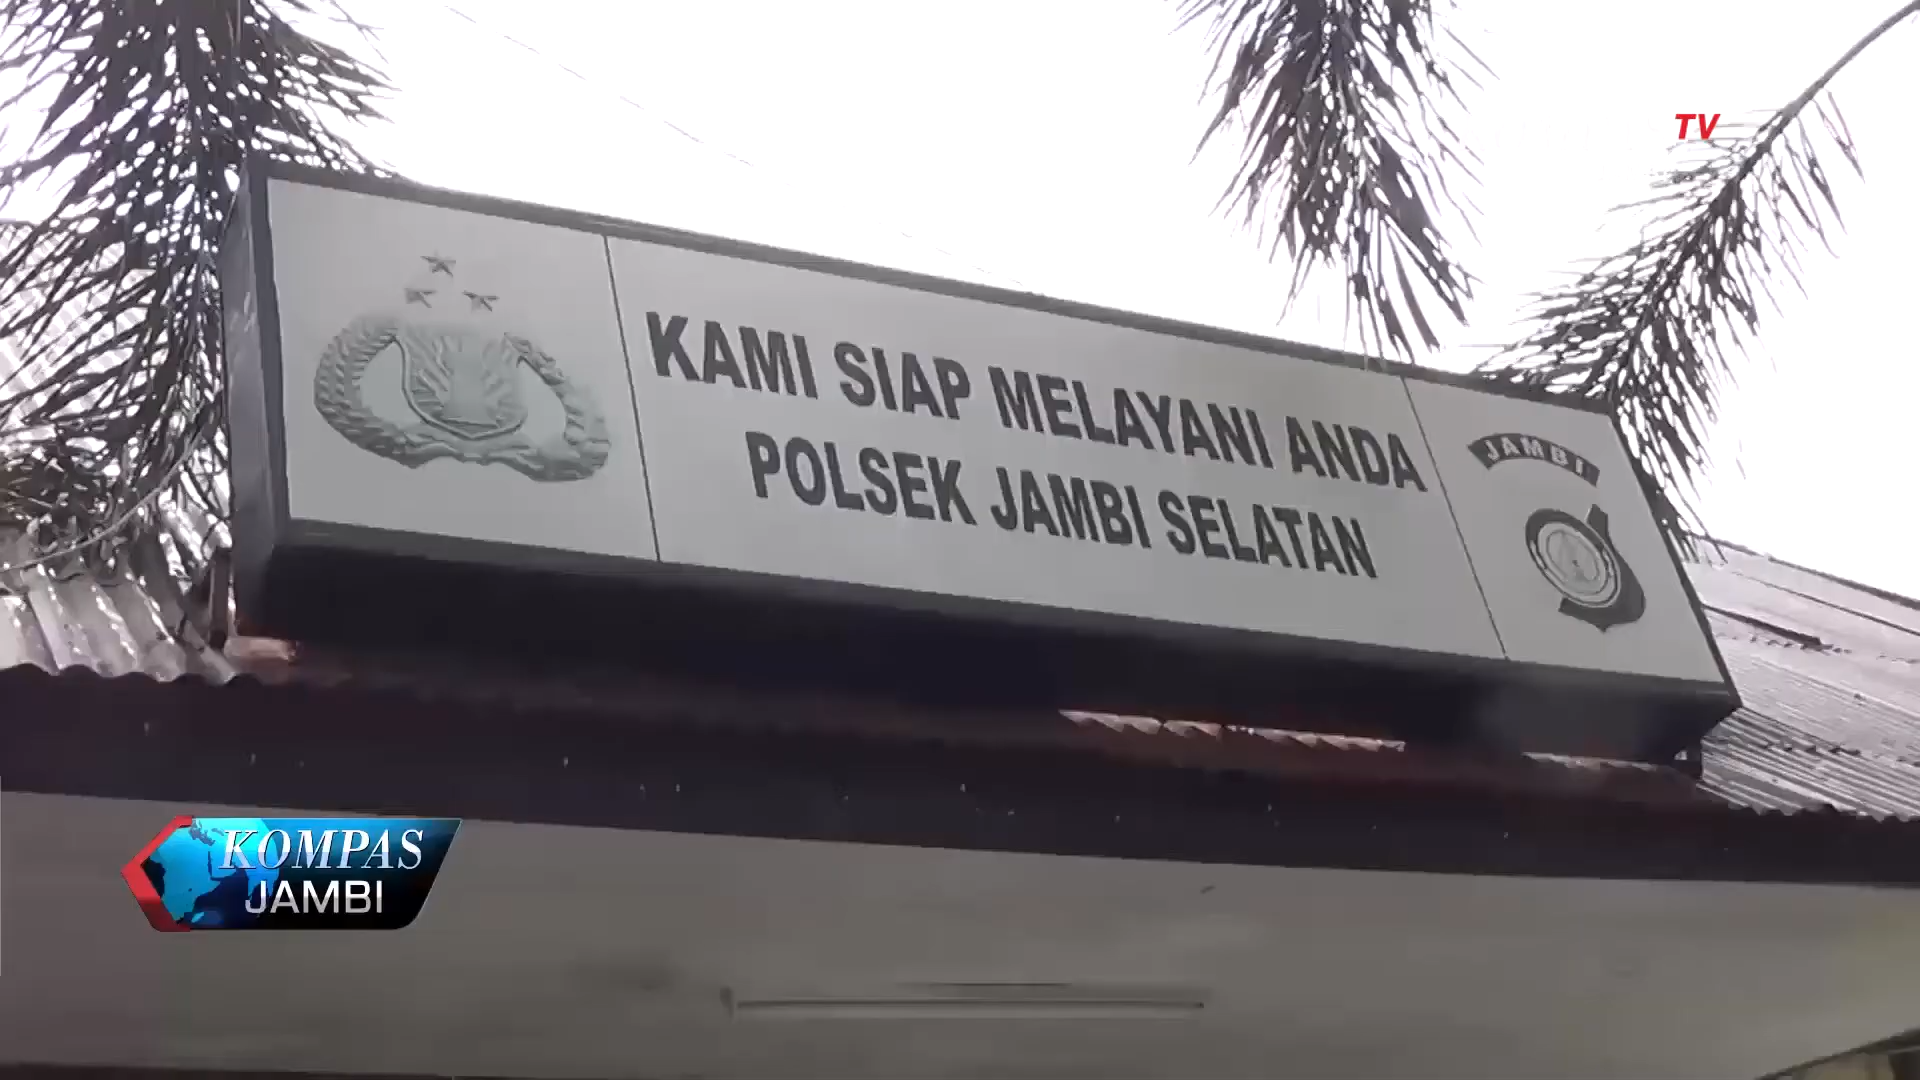 TV
KAMI SIAP MELAYANI ANDA
POLSEK JAMBI SELATAN
JAMBI
KOMPAS
JAMBI